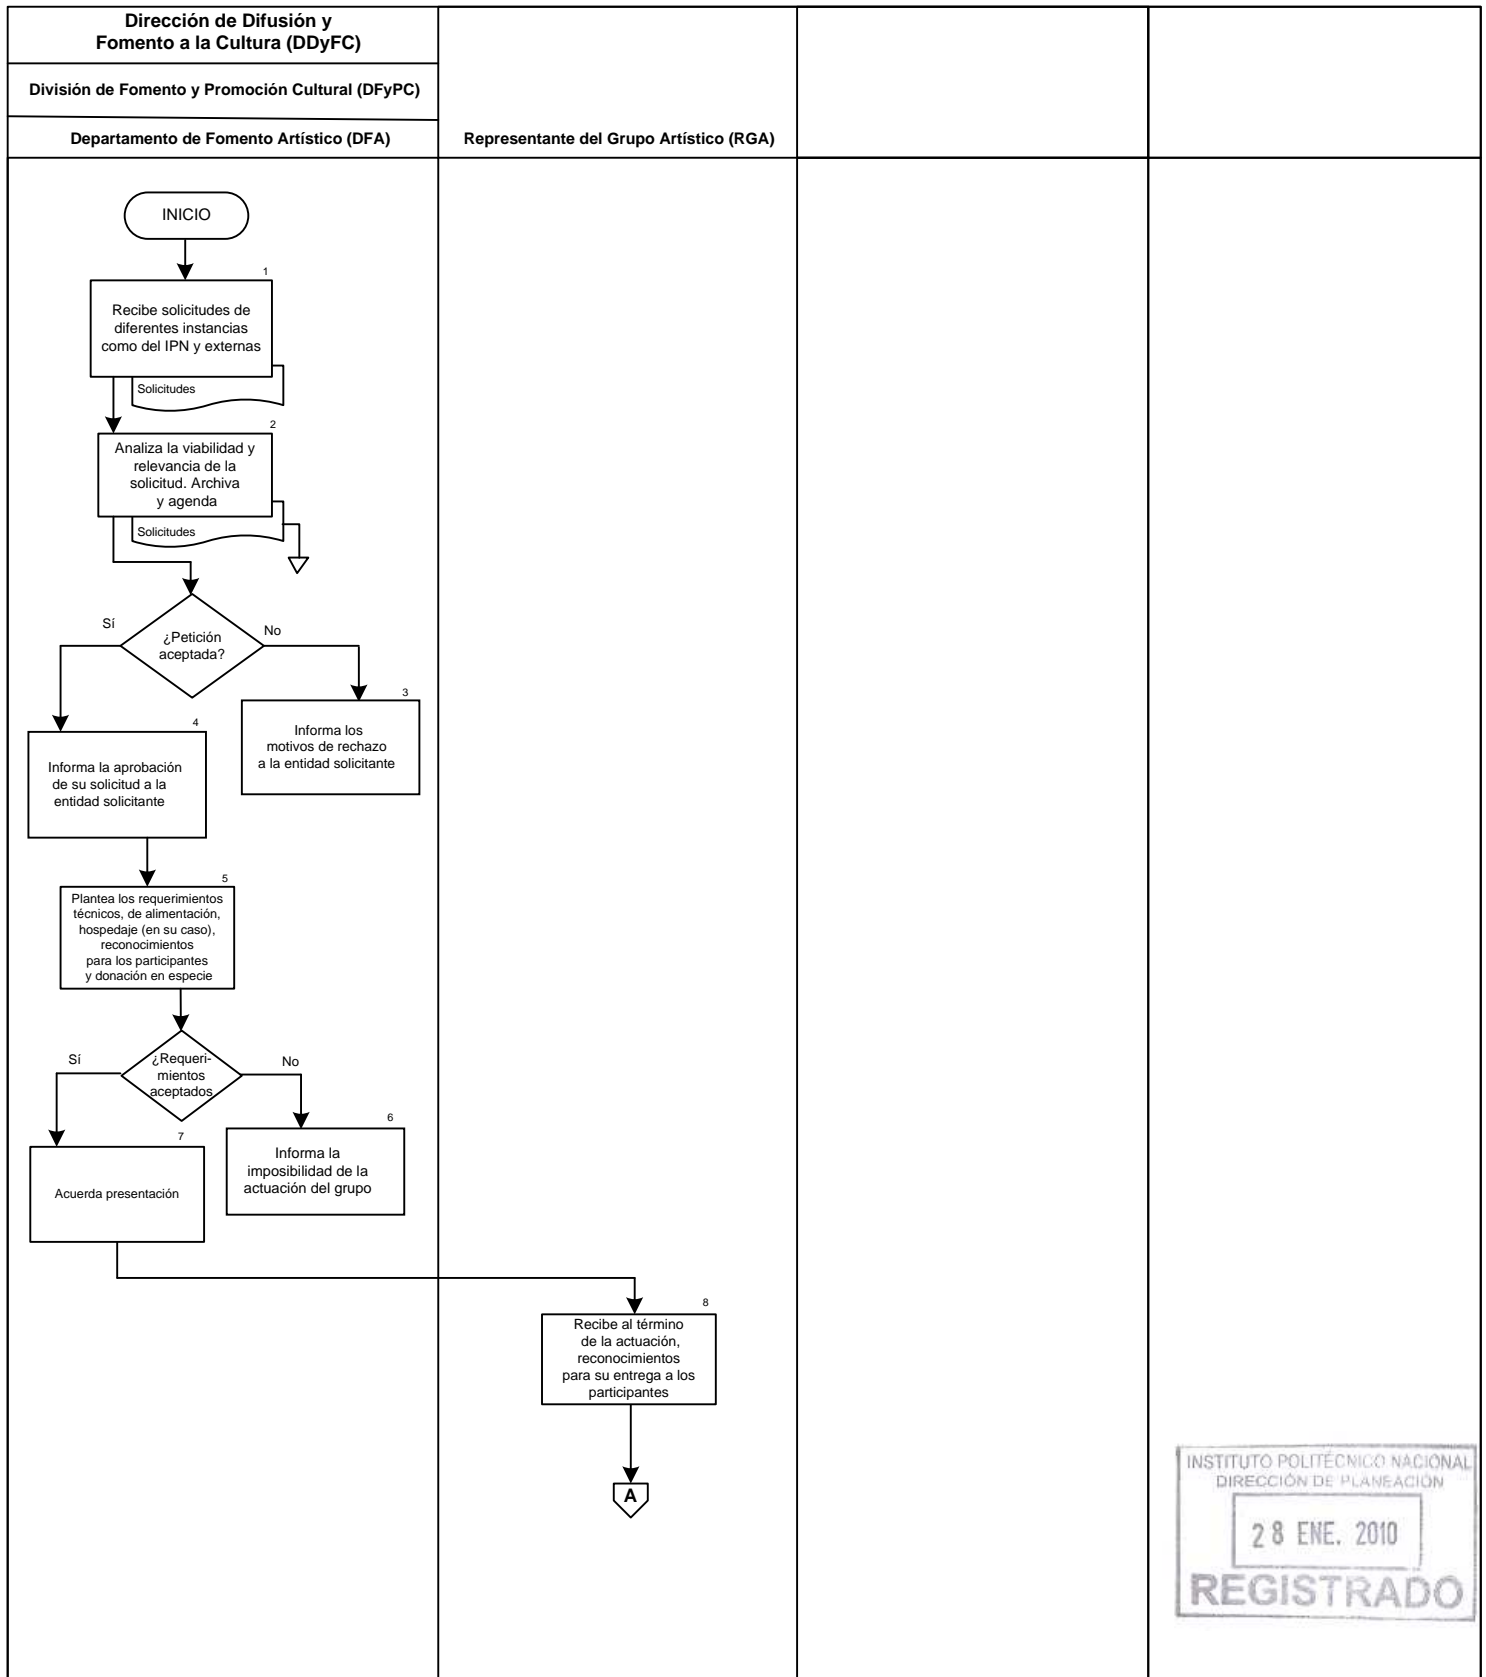 Dirección de Difusión y
Fomento a la Cultura (DDyFC)
División de Fomento y Promoción Cultural (DFyPC)
Departamento de Fomento Artístico (DFA)
Representante del Grupo Artístico (RGA)
INICIO
1
Recibe solicitudes de
diferentes instancias
como del IPN y externas
Solicitudes
2
Analiza la viabilidad y
relevancia de la
solicitud. Archiva
y agenda
Solicitudes
¿Petición
aceptada?
Sí
No
3
Informa los
motivos de rechazo
a la entidad solicitante
4
Informa la aprobación
de su solicitud a la
entidad solicitante
5
Plantea los requerimientos
técnicos, de alimentación,
hospedaje (en su caso),
reconocimientos
para los participantes
y donación en especie
¿Requeri-
mientos
aceptados
Sí
No
6
Informa la
imposibilidad de la
actuación del grupo
7
Acuerda presentación
8
Recibe al término
de la actuación,
reconocimientos
para su entrega a los
participantes
A
INSTITUTO POLITÉCNICO NACIONAL
DIRECCIÓN DE PLANEACIÓN
28 ENE. 2010
REGISTRADO